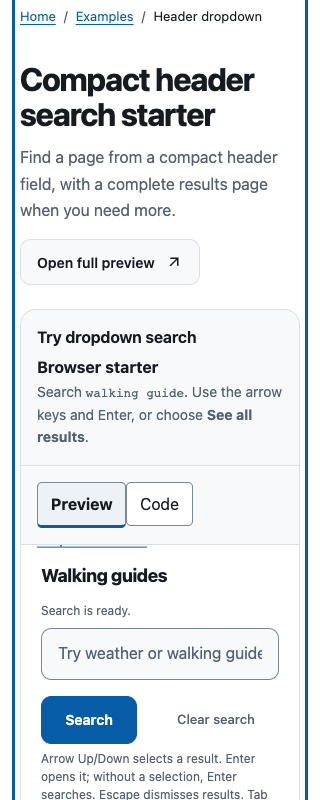 Home / Examples / Header dropdown
Compact header
search starter
Find a page from a compact header
field, with a complete results page
when you need more.
Open full preview ↗
Try dropdown search
Browser starter
Search walking guide. Use the arrow
keys and Enter, or choose See all
results.
Preview Code
Walking guides
Search is ready.
Try weather or walking guide
Search Clear search
Arrow Up/Down selects a result. Enter
opens it; without a selection, Enter
searches. Escape dismisses results. Tab